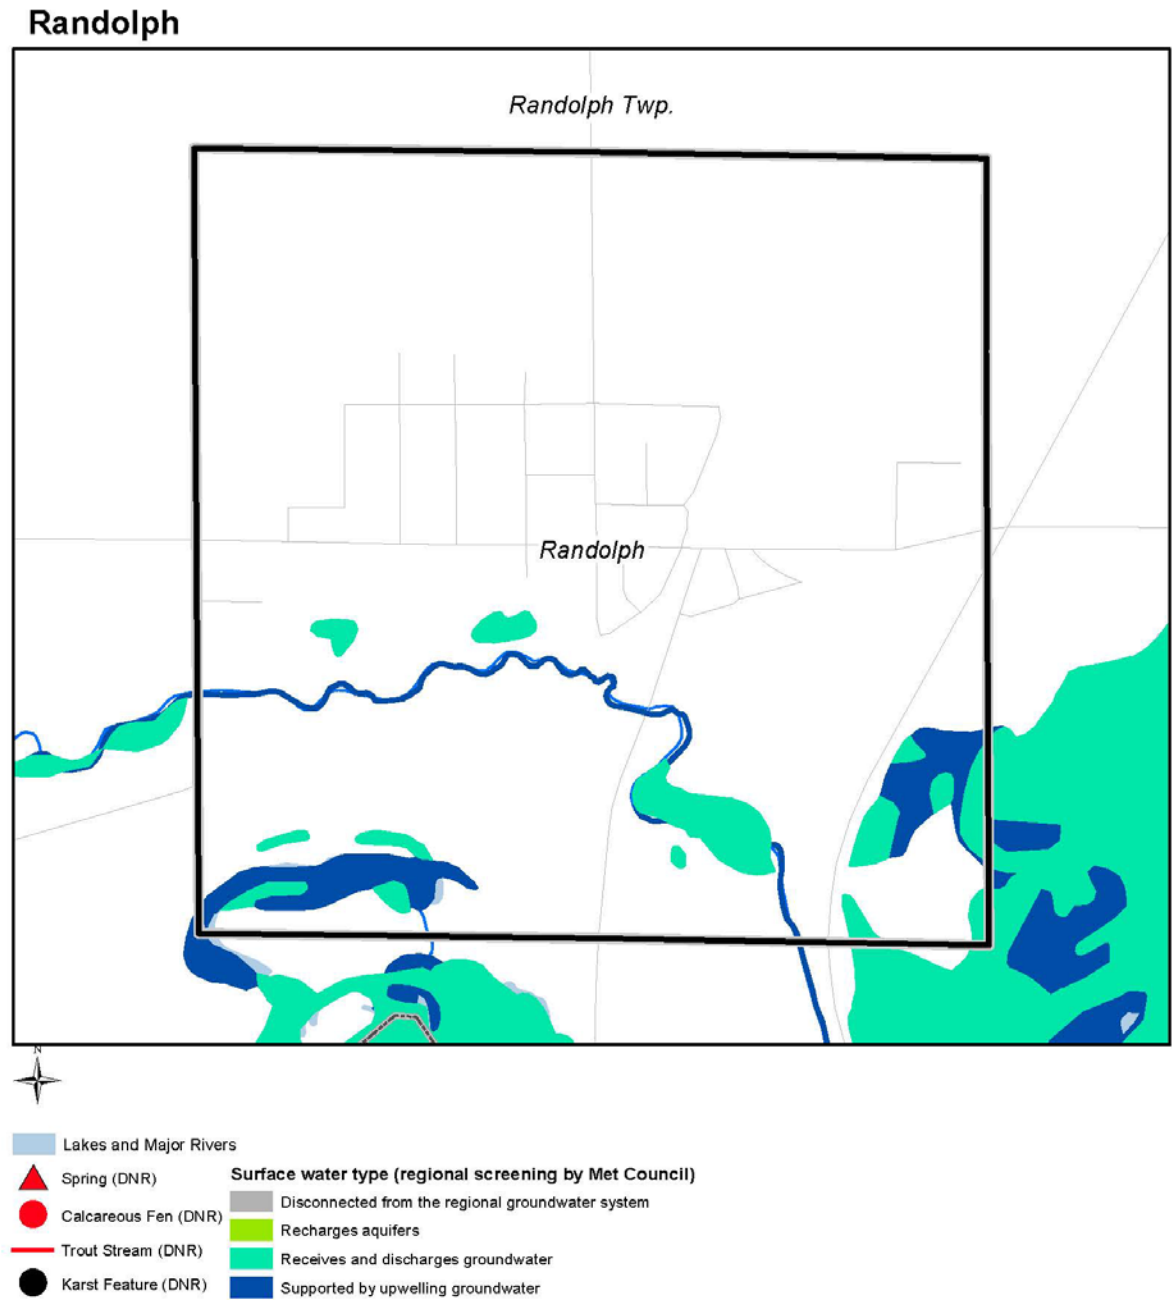 Randolph
Randolph Twp.
Randolph
N
Lakes and Major Rivers
Spring (DNR)
Calcareous Fen (DNR)
Trout Stream (DNR)
Karst Feature (DNR)
Surface water type (regional screening by Met Council)
Disconnected from the regional groundwater system
Recharges aquifers
Receives and discharges groundwater
Supported by upwelling groundwater